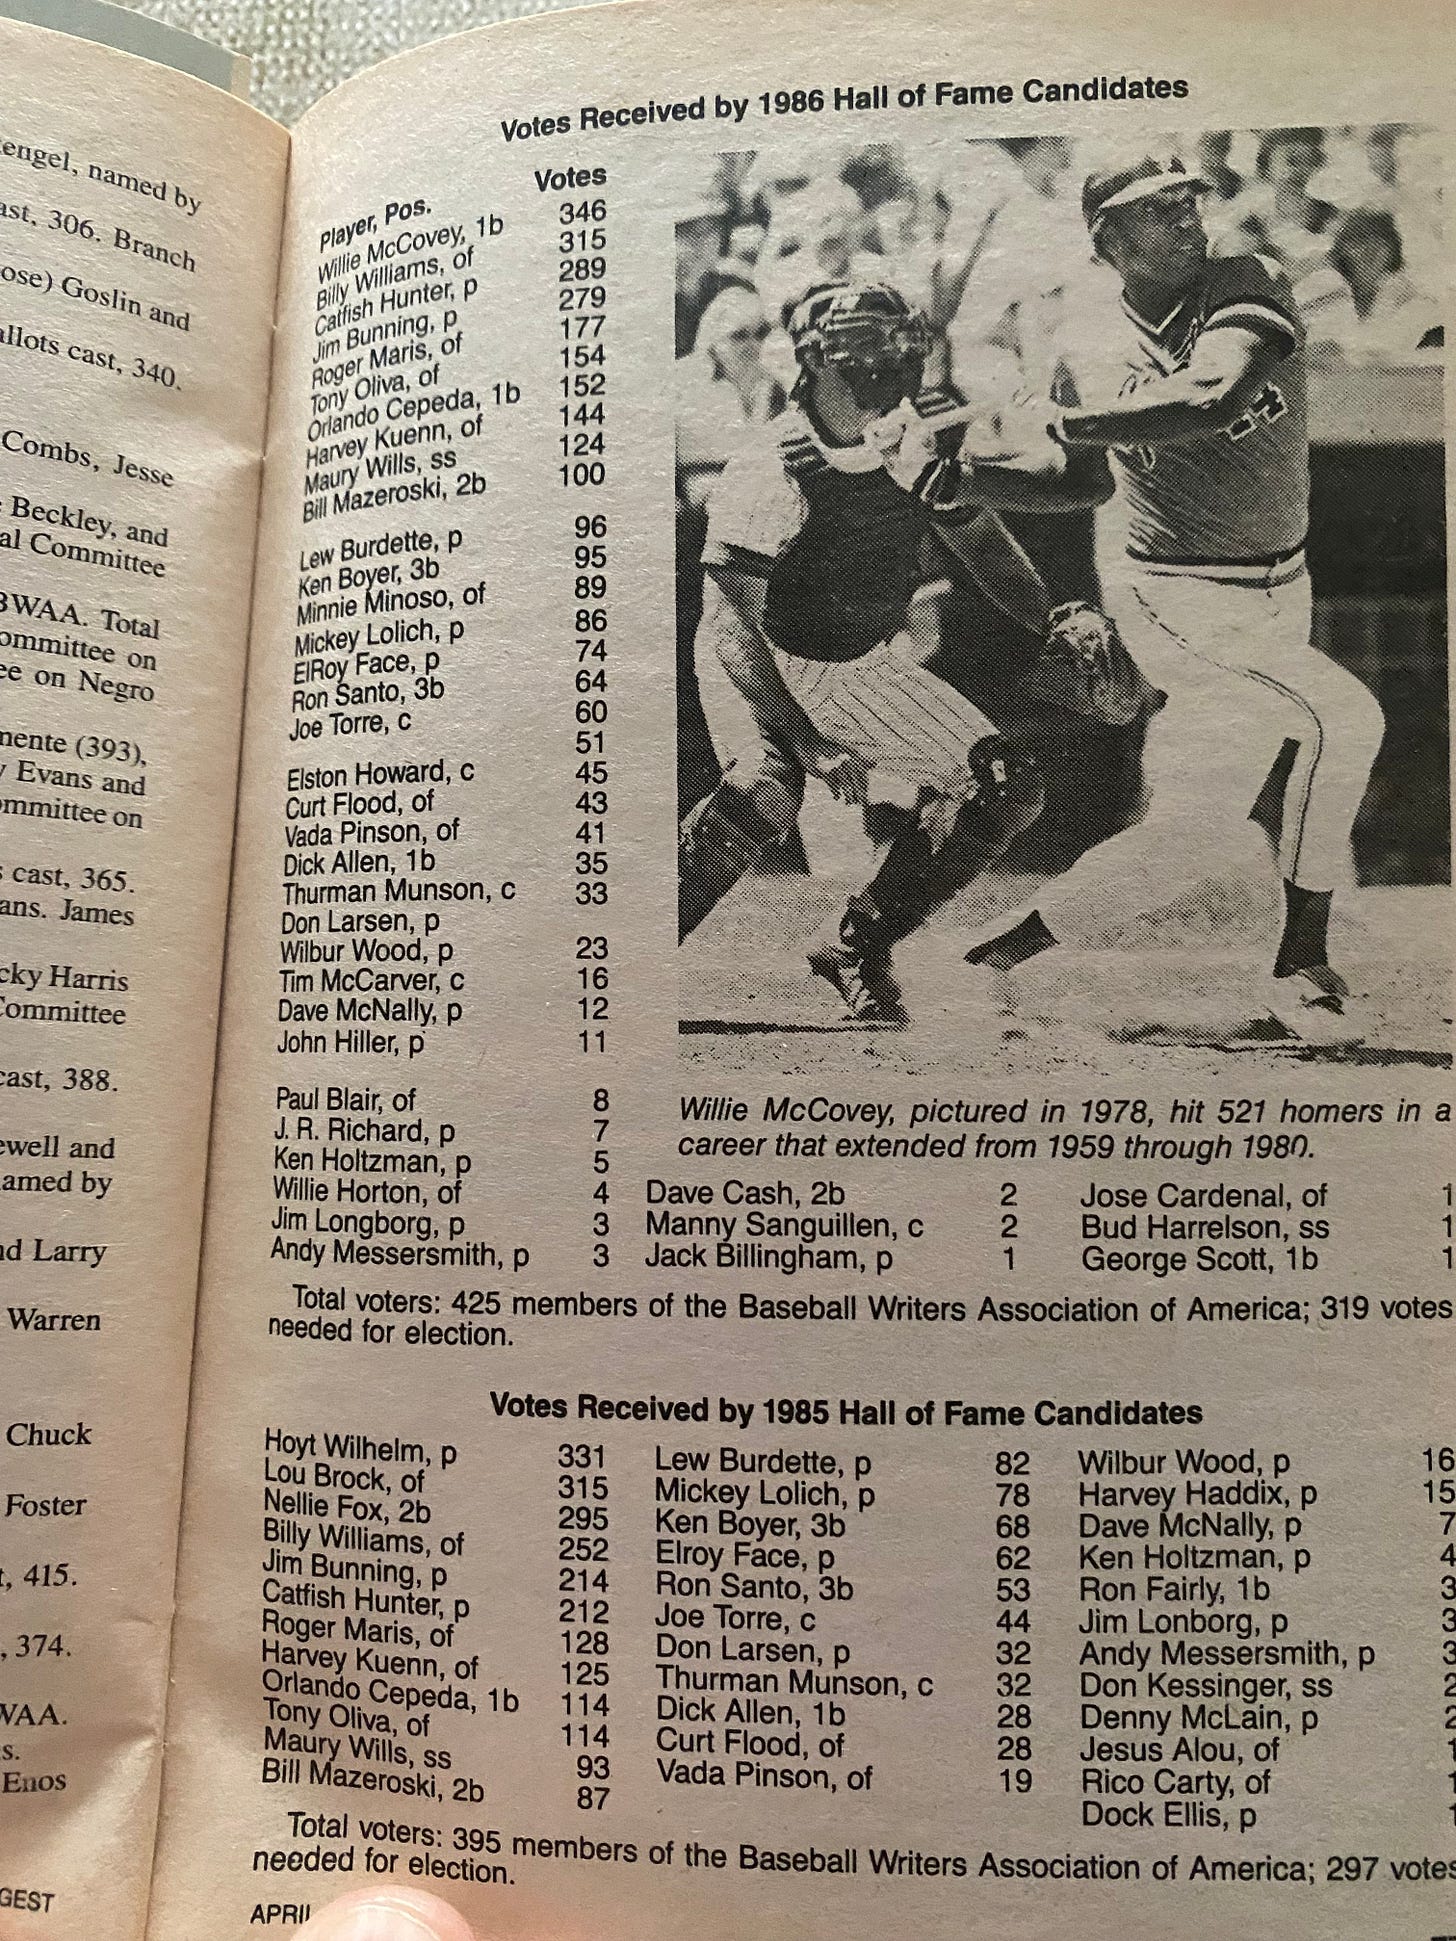 named by
306. Branch
Goslin and
cast, 340.
Combs, Jesse
Beckley, and
Committee
BWAA. Total
on
on Negro
(393),
Evans and
on
cast, 365.
James
Harris
Committee
388.
and
by
Larry
Warren
Chuck
Foster
415.
374.
Enos
Votes Received by 1986 Hall of Fame Candidates
Player, Pos. Votes
Willie McCovey, 1b 346
Billy Williams, of 315
Catfish Hunter, p 289
Jim Bunning, p 279
Roger Maris, of 177
Tony Oliva, of 154
Orlando Cepeda, 1b 152
Harvey Kuenn, of 144
Maury Wills, ss 124
Bill Mazeroski, 2b 100
Lew Burdette, p 96
Ken Boyer, 3b 95
Minnie Minoso, of 89
Mickey Lolich, p 86
ElRoy Face, p 74
Ron Santo, 3b 64
Joe Torre, c 60
Elston Howard, c 51
Curt Flood, of 45
Vada Pinson, of 43
Dick Allen, 1b 41
Thurman Munson, c 35
Don Larsen, p 33
Wilbur Wood, p 23
Tim McCarver, c 16
Dave McNally, p 12
John Hiller, p 11
Paul Blair, of 8
J. R. Richard, p 7
Ken Holtzman, p 5
Willie McCovey, pictured in 1978, hit 521 homers in a
career that extended from 1959 through 1980.
Willie Horton, of 4 Dave Cash, 2b 2 Jose Cardenal, of 1
Jim Longborg, p 3 Manny Sanguillen, c 2 Bud Harrelson, ss 1
Andy Messersmith, p 3 Jack Billingham, p 1 George Scott, 1b 1
Total voters: 425 members of the Baseball Writers Association of America; 319 votes
needed for election.
Votes Received by 1985 Hall of Fame Candidates
Hoyt Wilhelm, p 331 Lew Burdette, p 82 Wilbur Wood, p 16
Lou Brock, of 315 Mickey Lolich, p 78 Harvey Haddix, p 15
Nellie Fox, 2b 295 Ken Boyer, 3b 68 Dave McNally, p 7
Billy Williams, of 252 Elroy Face, p 62 Ken Holtzman, p 4
Jim Bunning, p 214 Ron Santo, 3b 53 Ron Fairly, 1b 3
Catfish Hunter, p 212 Joe Torre, c 44 Jim Lonborg, p 3
Roger Maris, of 128 Don Larsen, p 32 Andy Messersmith, p 3
Harvey Kuenn, of 125 Thurman Munson, c 32 Don Kessinger, ss 2
Orlando Cepeda, 1b 114 Dick Allen, 1b 28 Denny McLain, p 2
Tony Oliva, of 114 Curt Flood, of 28 Jesus Alou, of 1
Maury Wills, ss 93 Vada Pinson, of 19 Rico Carty, of 1
Bill Mazeroski, 2b 87 Dock Ellis, p 1
Total voters: 395 members of the Baseball Writers Association of America; 297 votes
needed for election.
APRIL